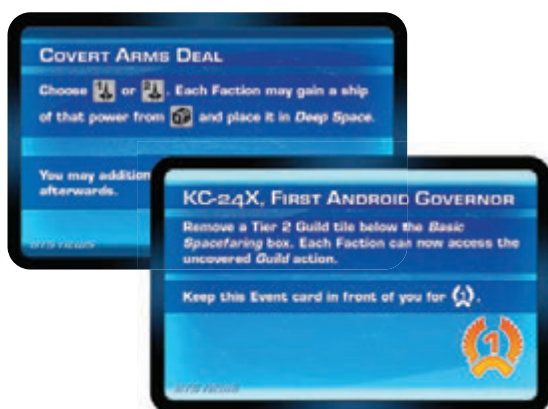 COVERT ARMS DEAL
Choose 1 or 2. Each Faction may gain a ship
of that power from and place it in Deep Space.
You may addition
afterwards.
KC-24X, FIRST ANDROID GOVERNOR
Remove a Tier 2 Guild tile below the Basic
Spacefaring box. Each Faction can now access the
uncovered Guild action.
Keep this Event card in front of you for 1.
1